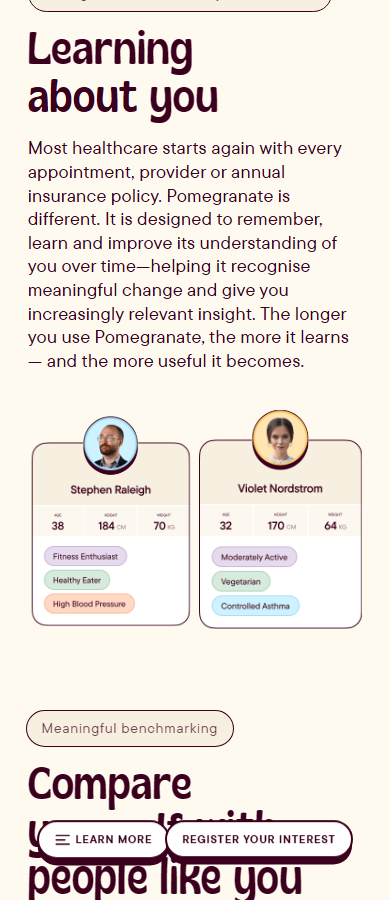 Learning
about you
Most healthcare starts again with every
appointment, provider or annual
insurance policy. Pomegranate is
different. It is designed to remember,
learn and improve its understanding of
you over time—helping it recognise
meaningful change and give you
increasingly relevant insight. The longer
you use Pomegranate, the more it learns
— and the more useful it becomes.
Stephen Raleigh
AGE HEIGHT WEIGHT
38 184 CM 70 KG
Fitness Enthusiast
Healthy Eater
High Blood Pressure
Violet Nordstrom
AGE HEIGHT WEIGHT
32 170 CM 64 KG
Moderately Active
Vegetarian
Controlled Asthma
Meaningful benchmarking
Compare
people like you
LEARN MORE
REGISTER YOUR INTEREST